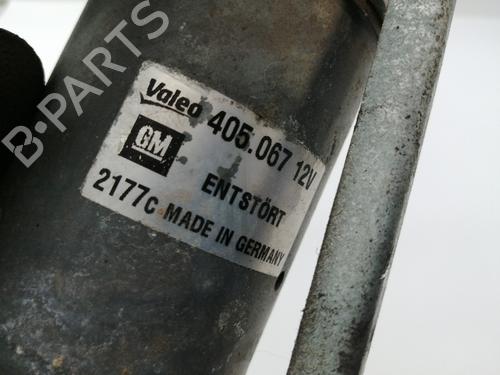 Valeo 405.067 12V
GM ENTSTÖRT
2177C MADE IN GERMANY
B-PARTS